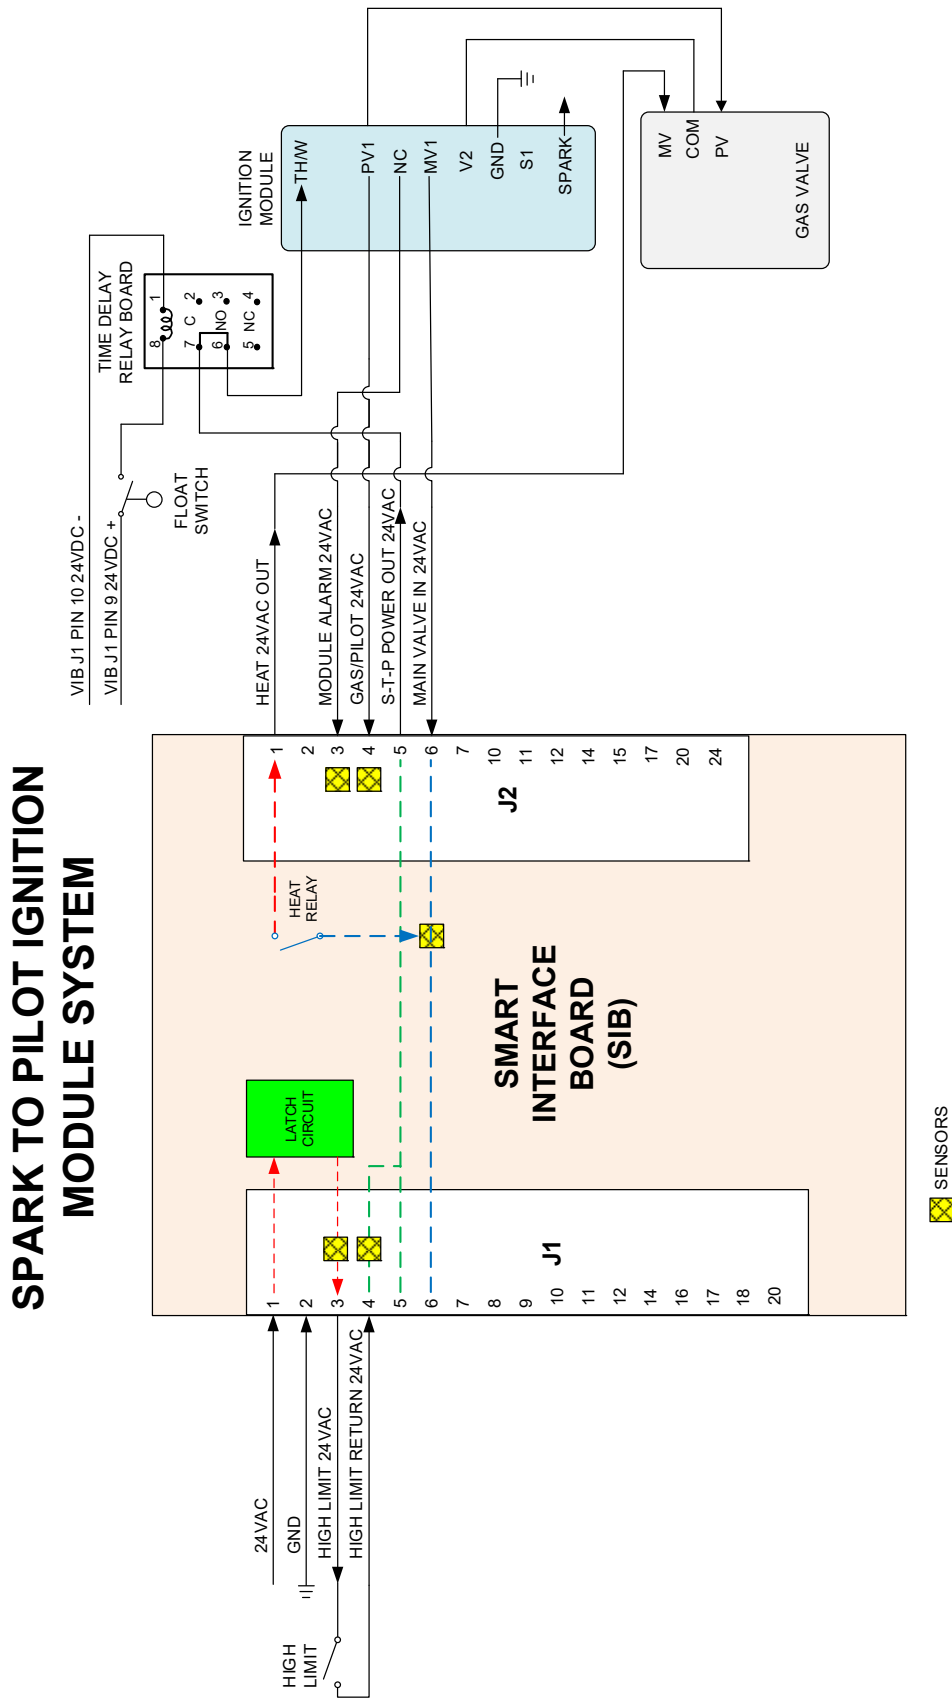 SPARK TO PILOT IGNITION
MODULE SYSTEM
VIB J1 PIN 10 24VDC -
VIB J1 PIN 9 24VDC +
FLOAT
SWITCH
TIME DELAY
RELAY BOARD
8
1
7
C
2
6
NO
3
5
NC
4
IGNITION
MODULE
TH/W
PV1
NC
MV1
V2
GND
S1
SPARK
MV
COM
PV
GAS VALVE
HEAT 24VAC OUT
MODULE ALARM 24VAC
GAS/PILOT 24VAC
S-T-P POWER OUT 24VAC
MAIN VALVE IN 24VAC
1
2
3
4
5
6
7
10
11
12
14
15
17
20
24
J2
HEAT
RELAY
LATCH
CIRCUIT
SMART
INTERFACE
BOARD
(SIB)
J1
1
2
3
4
5
6
7
8
9
10
11
12
14
16
17
18
20
24VAC
GND
HIGH LIMIT 24VAC
HIGH LIMIT RETURN 24VAC
HIGH
LIMIT
SENSORS